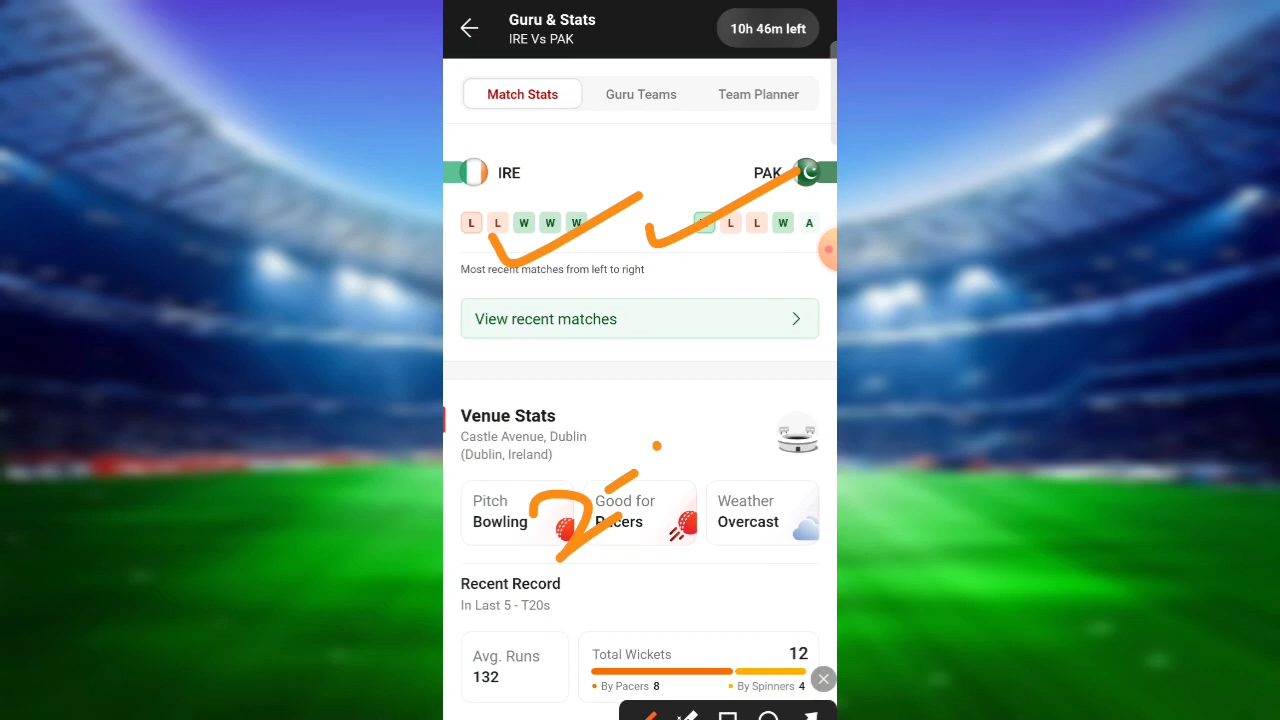 Guru & Stats
IRE Vs PAK
10h 46m left
Match Stats
Guru Teams
Team Planner
IRE
PAK
L L W W W
L L W A
Most recent matches from left to right
View recent matches
Venue Stats
Castle Avenue, Dublin
(Dublin, Ireland)
Pitch
Bowling
Good for
Pacers
Weather
Overcast
2
Recent Record
In Last 5 - T20s
Avg. Runs
132
Total Wickets 12
By Pacers 8
By Spinners 4